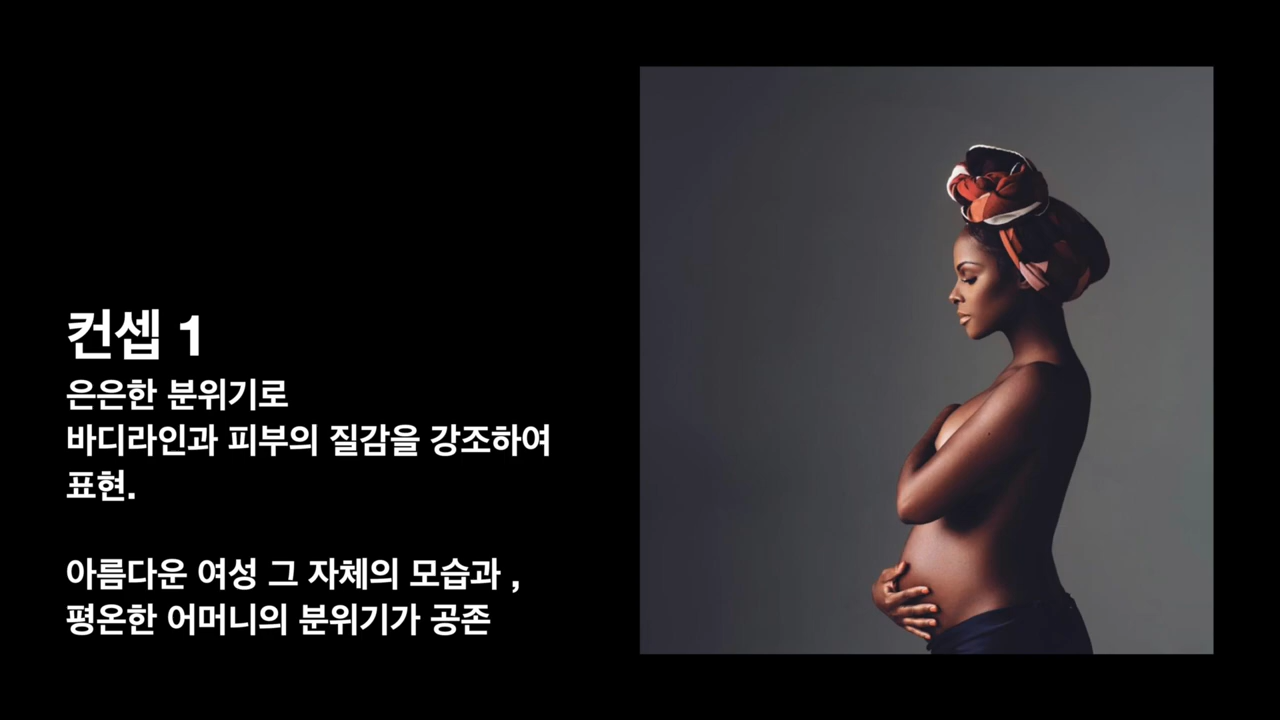 컨셉 1
은은한 분위기로
바디라인과 피부의 질감을 강조하여
표현.
아름다운 여성 그 자체의 모습과 ,
평온한 어머니의 분위기가 공존